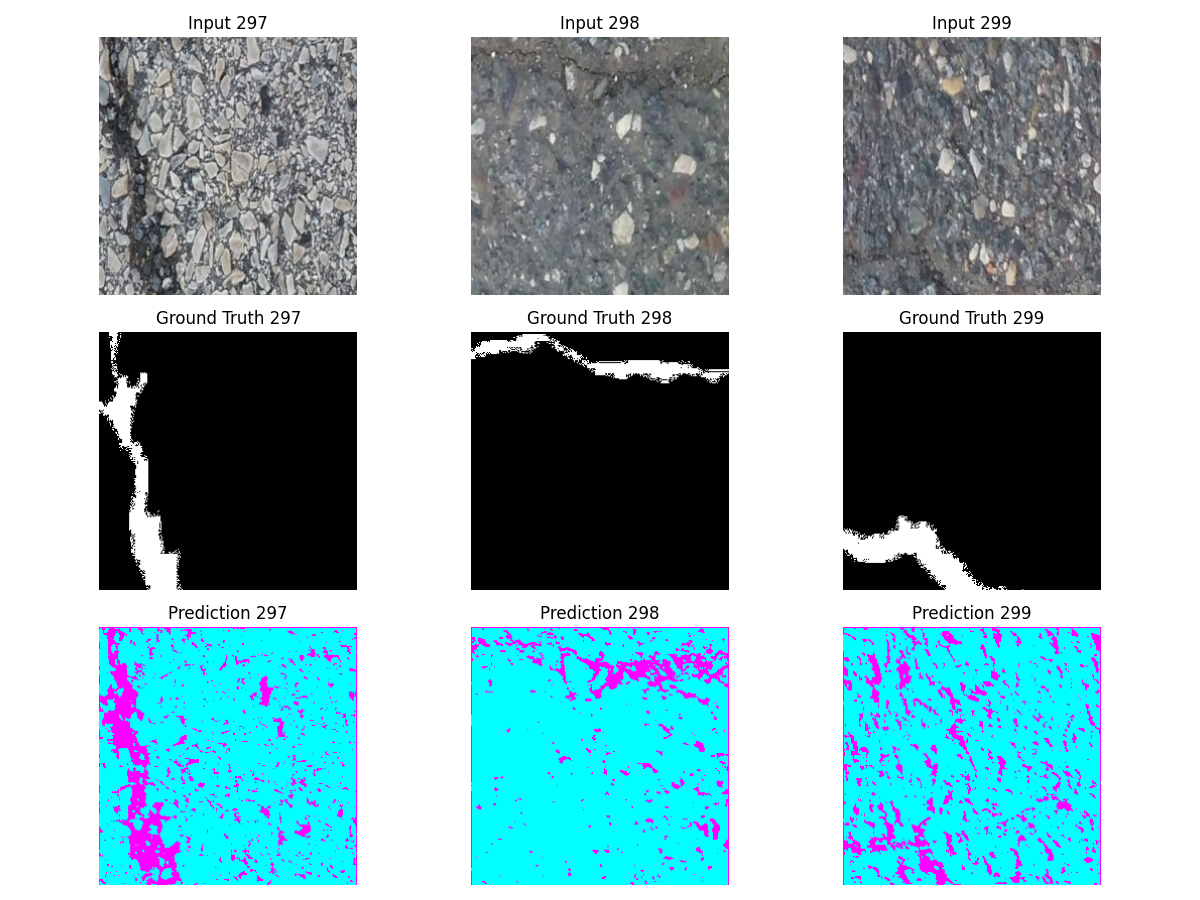 Input 297
Input 298
Input 299
Ground Truth 297
Ground Truth 298
Ground Truth 299
Prediction 297
Prediction 298
Prediction 299